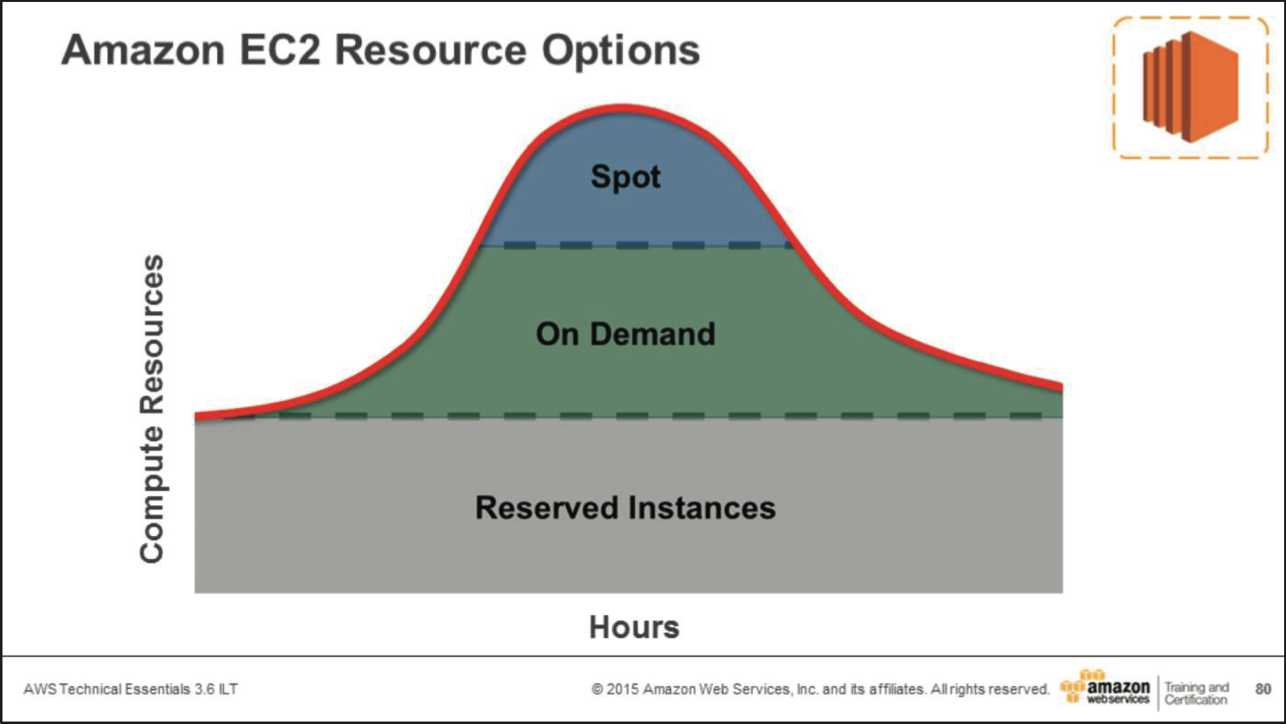 Amazon EC2 Resource Options
Spot
On Demand
Reserved Instances
Compute Resources
Hours
AWS Technical Essentials 3.6 ILT
© 2015 Amazon Web Services, Inc. and its affiliates. All rights reserved.
amazon
webservices
Training and
Certification
80